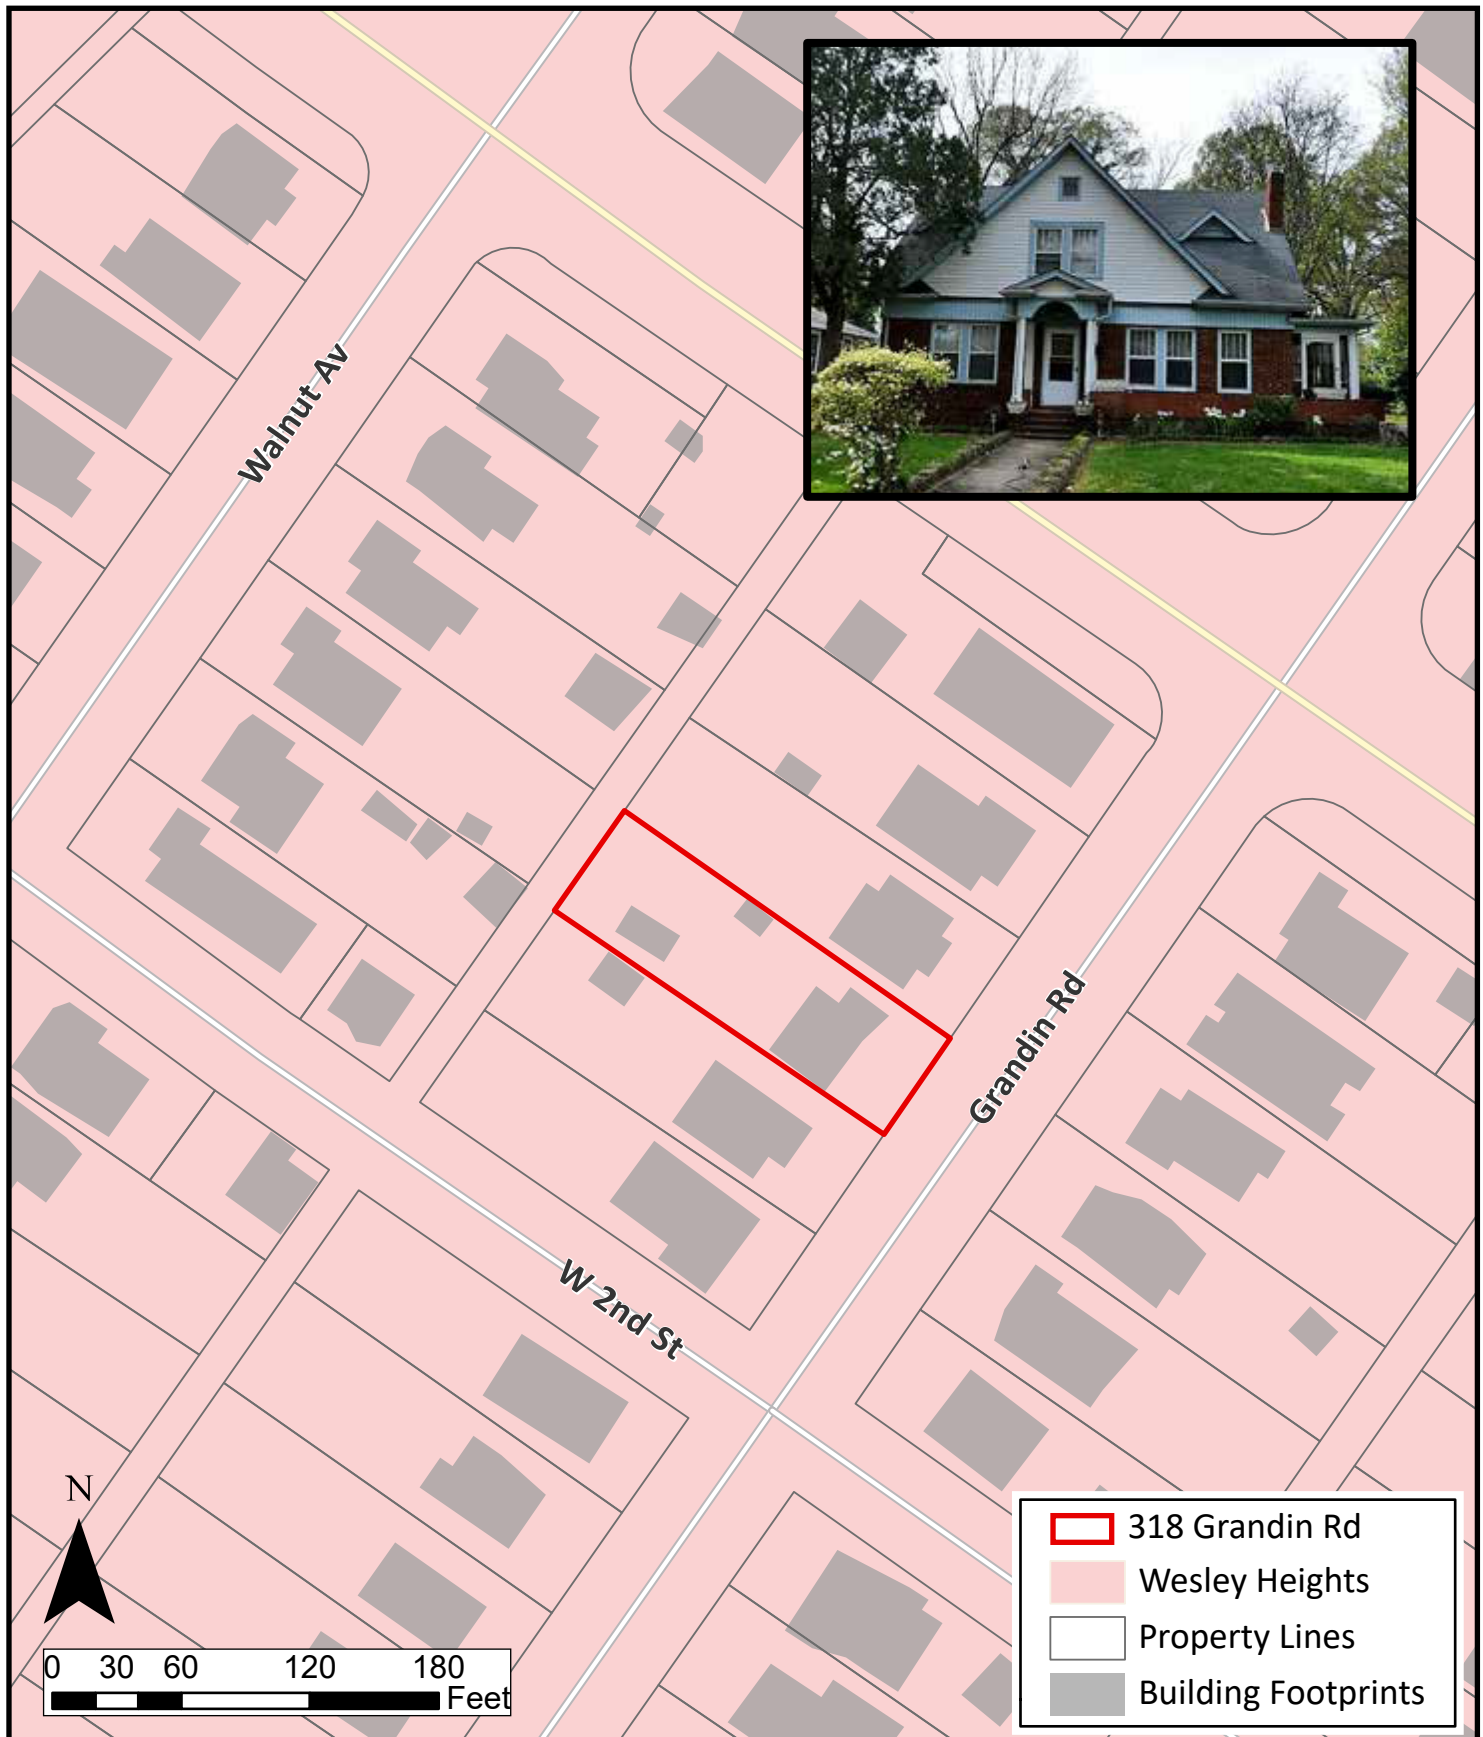 Walnut Av
Grandin Rd
W 2nd St
N
0 30 60 120 180
Feet
318 Grandin Rd
Wesley Heights
Property Lines
Building Footprints